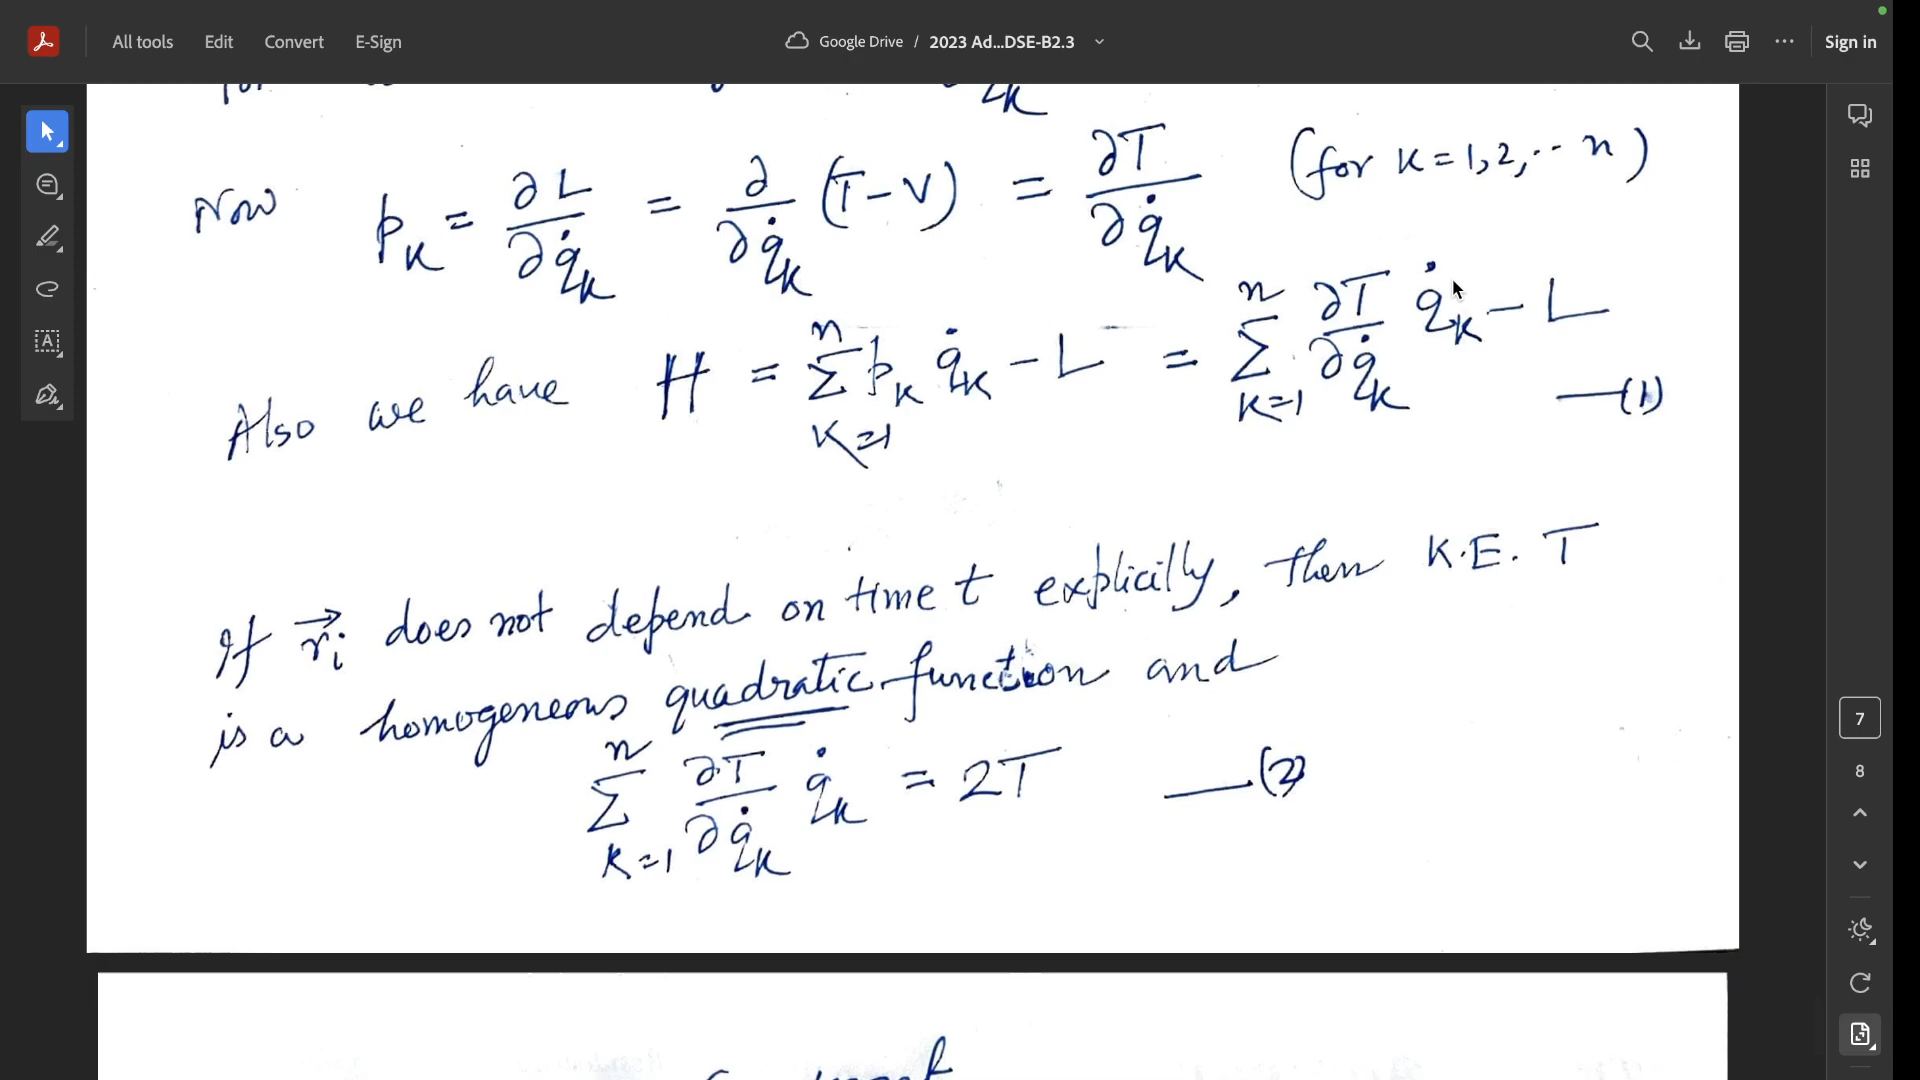 All tools Edit Convert E-Sign Google Drive / 2023 Ad...DSE-B2.3 Sign in
Now p_K = ∂L/∂q̇_K = ∂/∂q̇_K (T-V) = ∂T/∂q̇_K (for K=1,2,.. n)
Also we have H = Σ_{K=1}^{n} p_K q̇_K - L = Σ_{K=1}^{n} ∂T/∂q̇_K q̇_K - L —(1)
If r⃗_i does not depend on time t explicilly, then K.E. T
is a homogeneous quadratic function and
Σ_{K=1}^{n} ∂T/∂q̇_K q̇_K = 2T —(2)
7
8